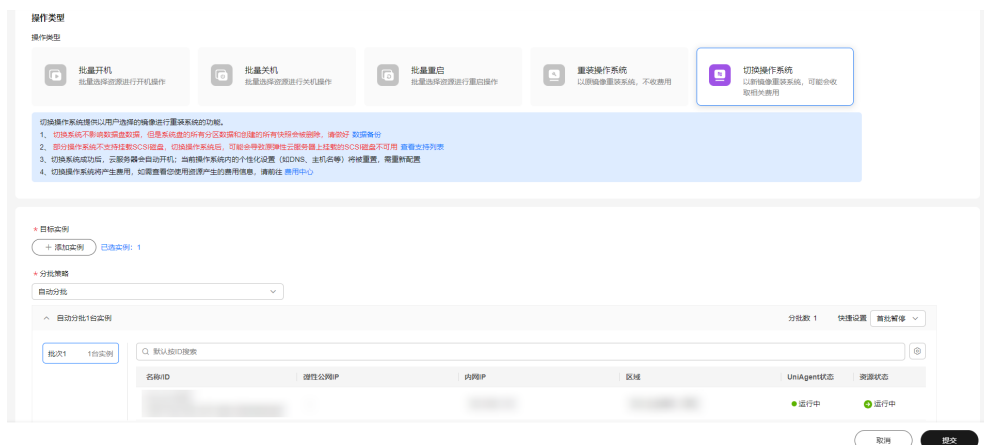 操作类型
操作类型
批量开机
批量选择资源进行开机操作
批量关机
批量选择资源进行关机操作
批量重启
批量选择资源进行重启操作
重装操作系统
以原镜像重装系统，不收费用
切换操作系统
以新镜像重装系统，可能会收
取相关费用
切换操作系统提供以用户选择的镜像进行重装系统的功能。
1、 切换系统不影响数据盘数据，但是系统盘的所有分区数据和创建的所有快照会被删除，请做好 数据备份
2、 部分操作系统不支持挂载SCSI磁盘，切换操作系统后，可能会导致原弹性云服务器上挂载的SCSI磁盘不可用 查看支持列表
3、切换系统成功后，云服务器会自动开机；当前操作系统内的个性化设置（如DNS、主机名等）将被重置，需重新配置
4、切换操作系统将产生费用，如需查看您使用资源产生的费用信息，请前往 费用中心
* 目标实例
+ 添加实例 已选实例：1
* 分批策略
自动分批
自动分批1台实例 分批数 1 快捷设置 首批暂停
批次1 1台实例
默认按ID搜索
名称/ID 弹性公网IP 内网IP 区域 UniAgent状态 资源状态
运行中 运行中
取消 提交